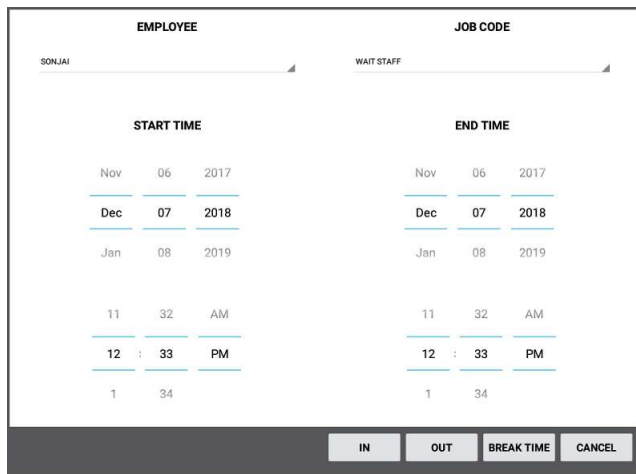 EMPLOYEE JOB CODE
SONJAI WAIT STAFF
START TIME END TIME
Nov 06 2017 Nov 06 2017
Dec 07 2018 Dec 07 2018
Jan 08 2019 Jan 08 2019
11 32 AM 11 32 AM
12 : 33 PM 12 : 33 PM
1 34 1 34
IN OUT BREAK TIME CANCEL